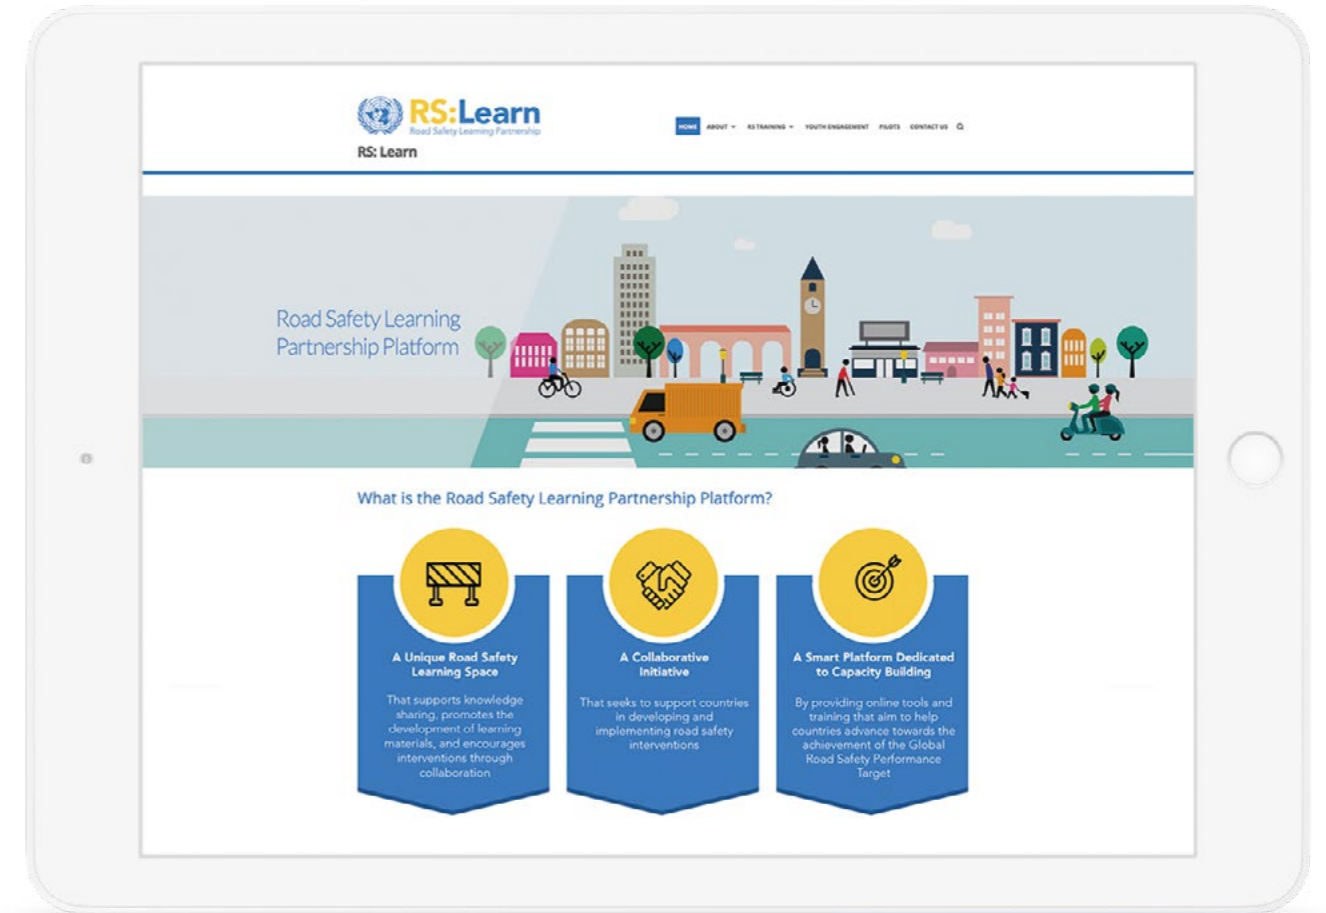 RS:Learn
Road Safety Learning Partnership
RS: Learn
HOME ABOUT RS TRAINING YOUTH ENGAGEMENT PILOTS CONTACT US
Road Safety Learning
Partnership Platform
What is the Road Safety Learning Partnership Platform?
A Unique Road Safety
Learning Space
That supports knowledge
sharing, promotes the
development of learning
materials, and encourages
interventions through
collaboration
A Collaborative
Initiative
That seeks to support countries
in developing and
implementing road safety
interventions
A Smart Platform Dedicated
to Capacity Building
By providing online tools and
training that aim to help
countries advance towards the
achievement of the Global
Road Safety Performance
Target